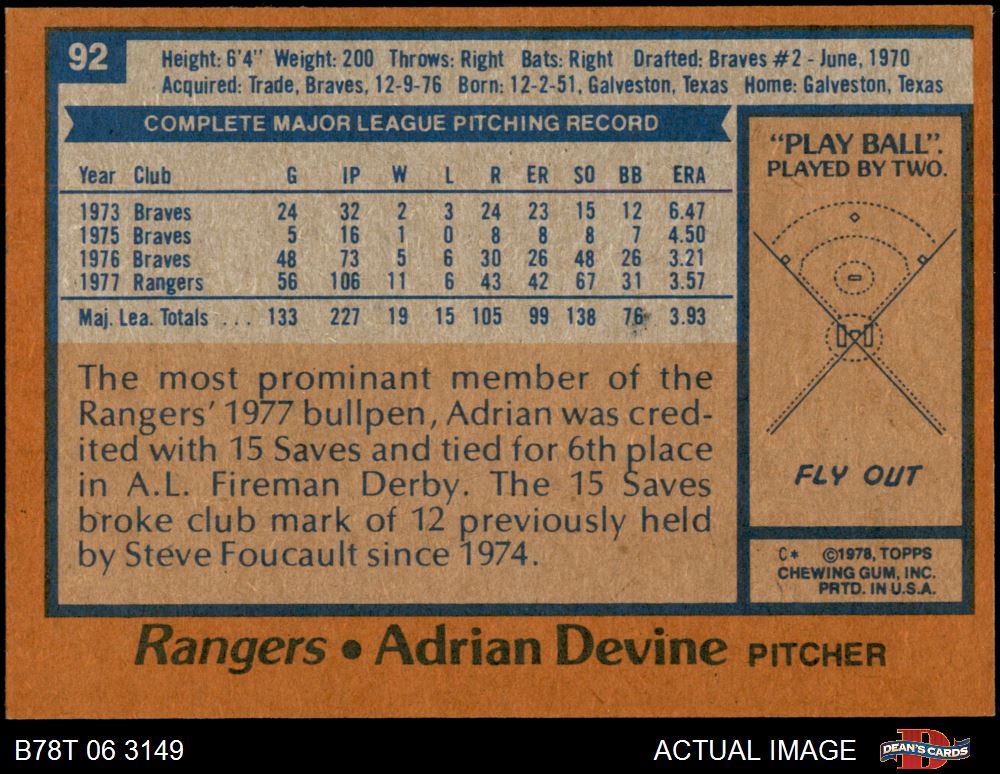 92
Height: 6'4" Weight: 200 Throws: Right Bats: Right Drafted: Braves #2 - June, 1970
Acquired: Trade, Braves, 12-9-76 Born: 12-2-51, Galveston, Texas Home: Galveston, Texas
COMPLETE MAJOR LEAGUE PITCHING RECORD
Year Club G IP W L R ER SO BB ERA
1973 Braves 24 32 2 3 24 23 15 12 6.47
1975 Braves 5 16 1 0 8 8 8 7 4.50
1976 Braves 48 73 5 6 30 26 48 26 3.21
1977 Rangers 56 106 11 6 43 42 67 31 3.57
Maj. Lea. Totals ... 133 227 19 15 105 99 138 76 3.93
The most prominant member of the
Rangers' 1977 bullpen, Adrian was cred-
ited with 15 Saves and tied for 6th place
in A.L. Fireman Derby. The 15 Saves
broke club mark of 12 previously held
by Steve Foucault since 1974.
"PLAY BALL".
PLAYED BY TWO.
FLY OUT
C* ©1978, TOPPS
CHEWING GUM, INC.
PRTD. IN U.S.A.
Rangers • Adrian Devine PITCHER
B78T 06 3149
ACTUAL IMAGE
DEAN'S CARDS